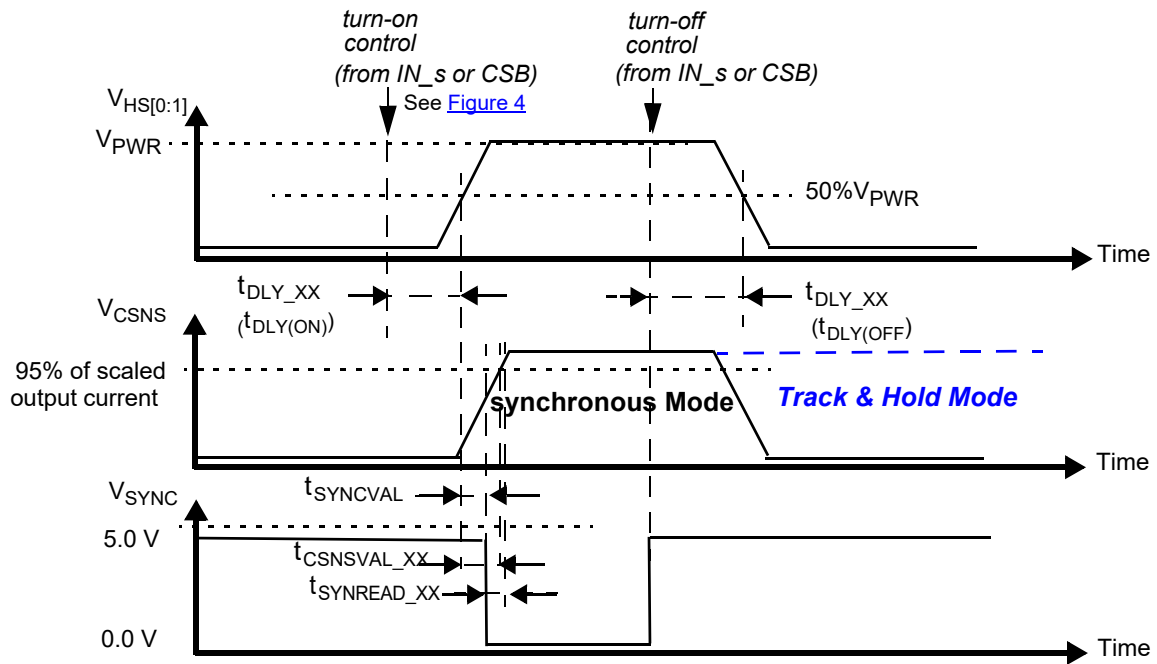 turn-on
control
(from IN_s or CSB)
See Figure 4
turn-off
control
(from IN_s or CSB)
VHS[0:1]
VPWR
50%VPWR
Time
tDLY_XX
(tDLY(ON))
tDLY_XX
(tDLY(OFF)
VCSNS
95% of scaled
output current
synchronous Mode
Track & Hold Mode
Time
VSYNC
tSYNCVAL
5.0 V
tCSNSVAL_XX
tSYNREAD_XX
0.0 V
Time